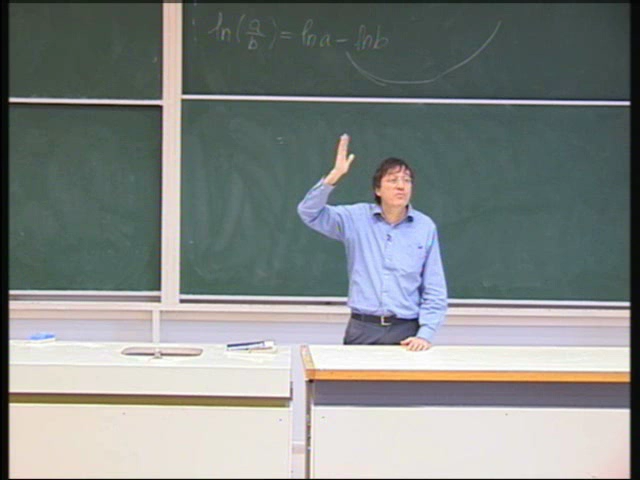 ln(a/b) = ln a - ln b